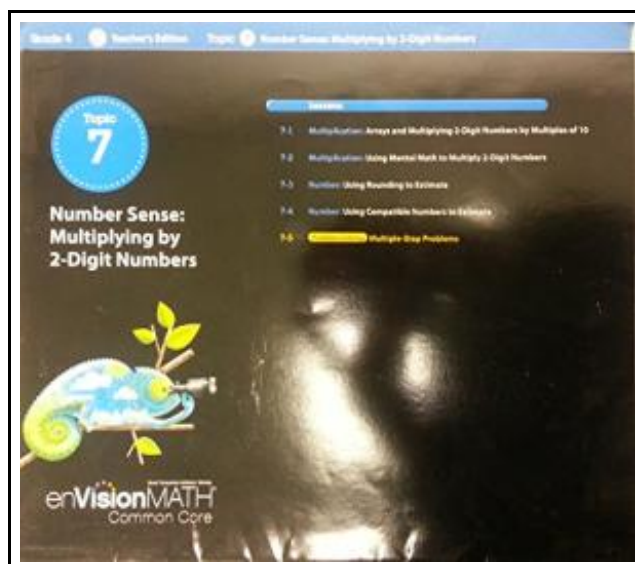 Grade 4 Teacher's Edition Topic 7 Number Sense: Multiplying by 2-Digit Numbers
Topic
7
Number Sense:
Multiplying by
2-Digit Numbers
Lessons
7-1 Multiplication: Arrays and Multiplying 2-Digit Numbers by Multiples of 10
7-2 Multiplication: Using Mental Math to Multiply 2-Digit Numbers
7-3 Number: Using Rounding to Estimate
7-4 Number: Using Compatible Numbers to Estimate
7-5 Multiple-Step Problems
enVisionMATH
Common Core